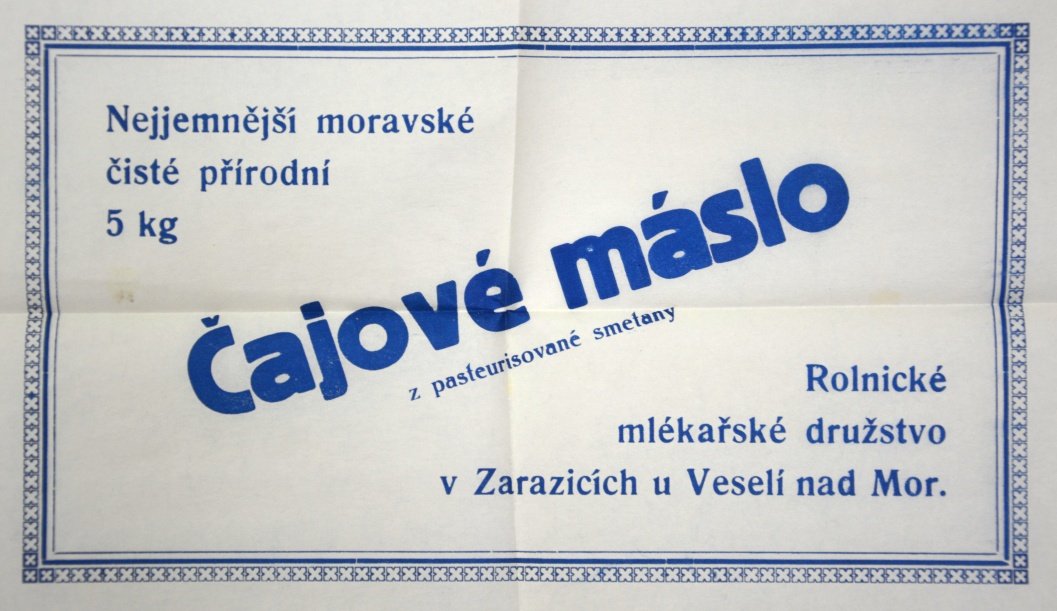 Nejjemnější moravské
čisté přírodní
5 kg
Čajové máslo
z pasteurisované smetany
Rolnické
mlékařské družstvo
v Zarazicích u Veselí nad Mor.